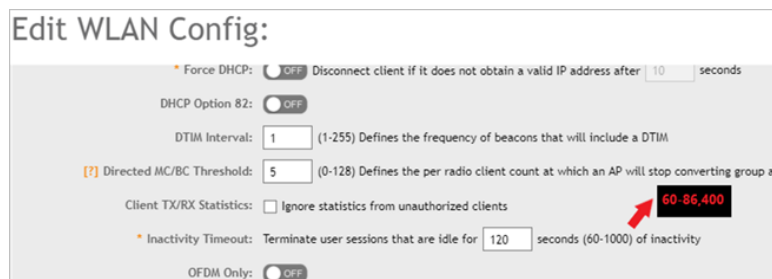 Edit WLAN Config:
* Force DHCP: OFF Disconnect client if it does not obtain a valid IP address after 10 seconds
DHCP Option 82: OFF
DTIM Interval: 1 (1-255) Defines the frequency of beacons that will include a DTIM
[?] Directed MC/BC Threshold: 5 (0-128) Defines the per radio client count at which an AP will stop converting group a
Client TX/RX Statistics: Ignore statistics from unauthorized clients
60-86,400
* Inactivity Timeout: Terminate user sessions that are idle for 120 seconds (60-1000) of inactivity
OFDM Only: OFF